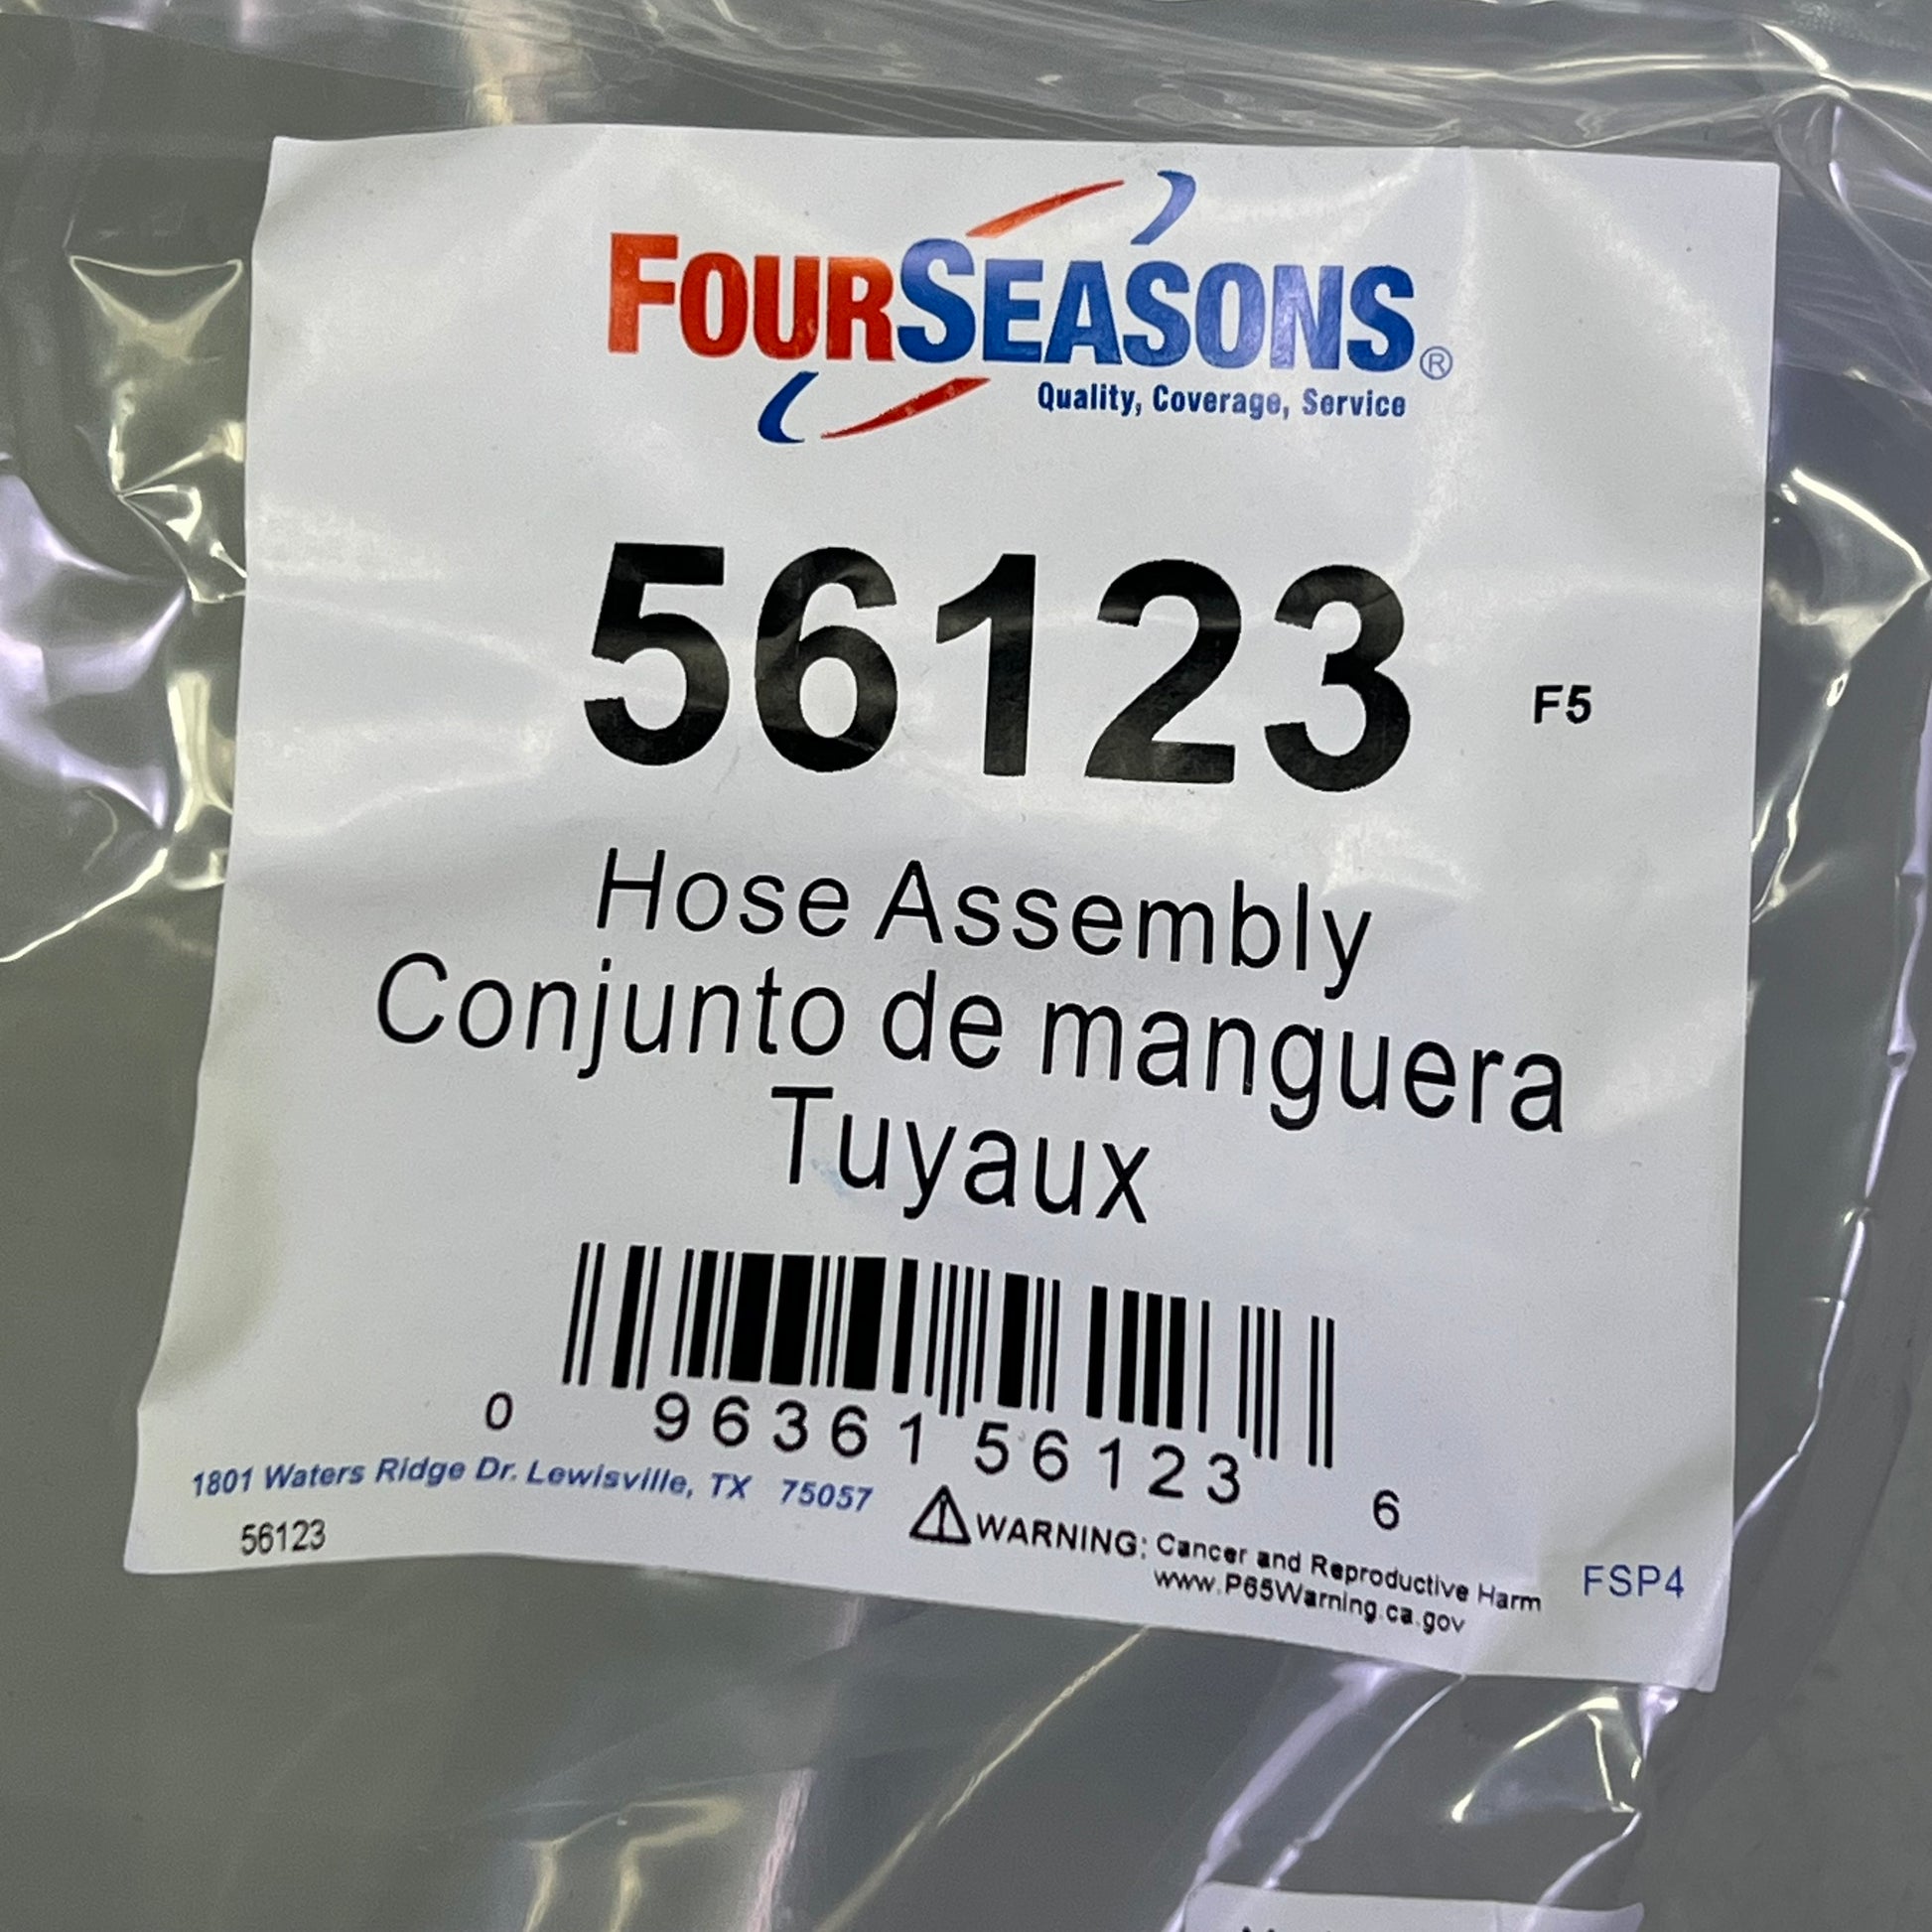 FOURSEASONS®
Quality, Coverage, Service
56123 F5
Hose Assembly
Conjunto de manguera
Tuyaux
0 96361 56123 6
1801 Waters Ridge Dr. Lewisville, TX 75057
56123
⚠WARNING: Cancer and Reproductive Harm
www.P65Warning.ca.gov
FSP4